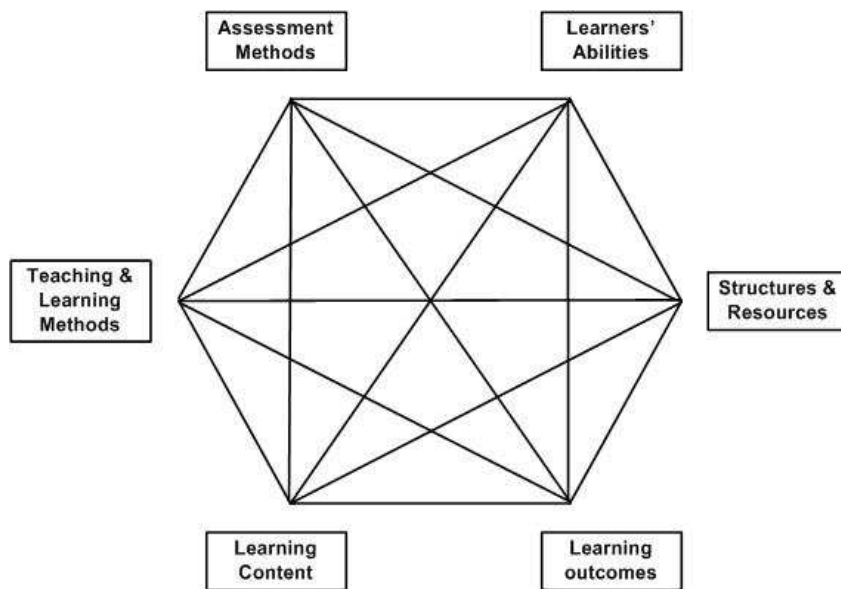 Assessment
Methods
Learners’
Abilities
Teaching &
Learning
Methods
Structures &
Resources
Learning
Content
Learning
outcomes